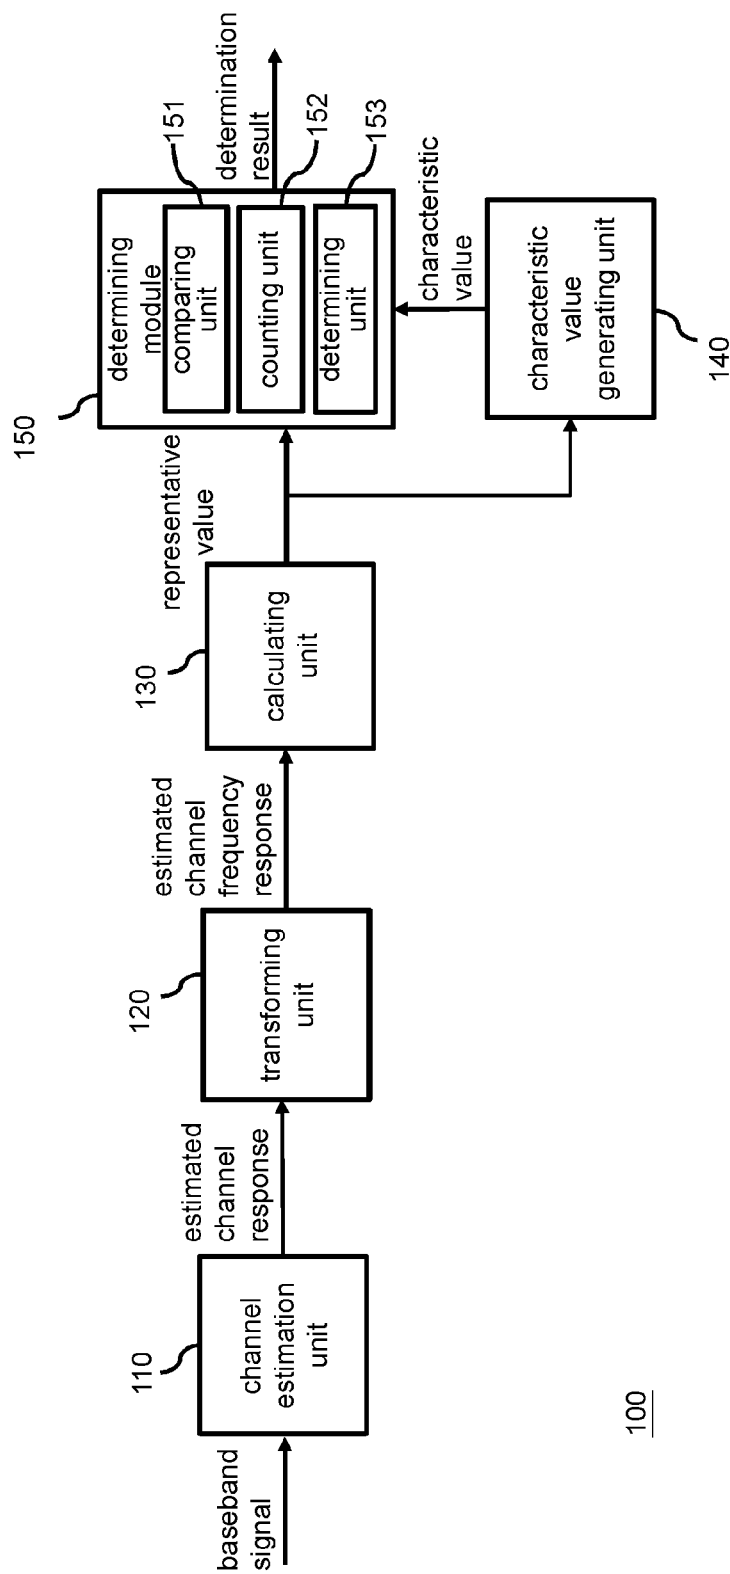 baseband
signal
110
channel
estimation
unit
estimated
channel
response
120
transforming
unit
estimated
channel
frequency
response
130
calculating
unit
representative
value
150
determining
module
comparing
unit
counting unit
determining
unit
151
152
153
determination
result
characteristic
value
characteristic
value
generating unit
140
100